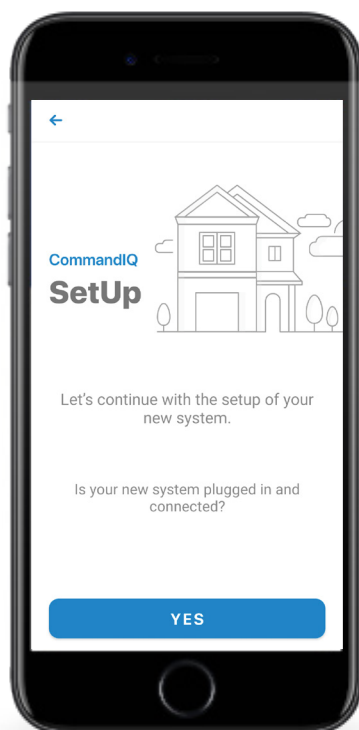 CommandIQ
SetUp
Let's continue with the setup of your
new system.
Is your new system plugged in and
connected?
YES